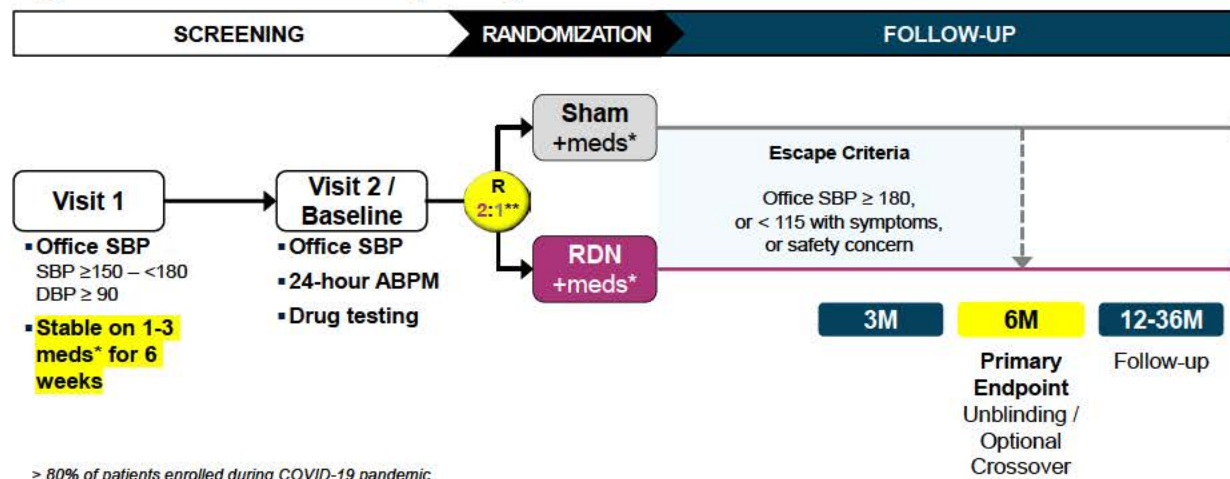 SCREENING
RANDOMIZATION
FOLLOW-UP
Visit 1
▪ Office SBP
SBP ≥150 – <180
DBP ≥ 90
▪ Stable on 1-3
meds* for 6
weeks
Visit 2 /
Baseline
▪ Office SBP
▪ 24-hour ABPM
▪ Drug testing
R
2:1**
Sham
+meds*
RDN
+meds*
Escape Criteria
Office SBP ≥ 180,
or < 115 with symptoms,
or safety concern
3M
6M
Primary
Endpoint
Unblinding /
Optional
Crossover
12-36M
Follow-up
> 80% of patients enrolled during COVID-19 pandemic